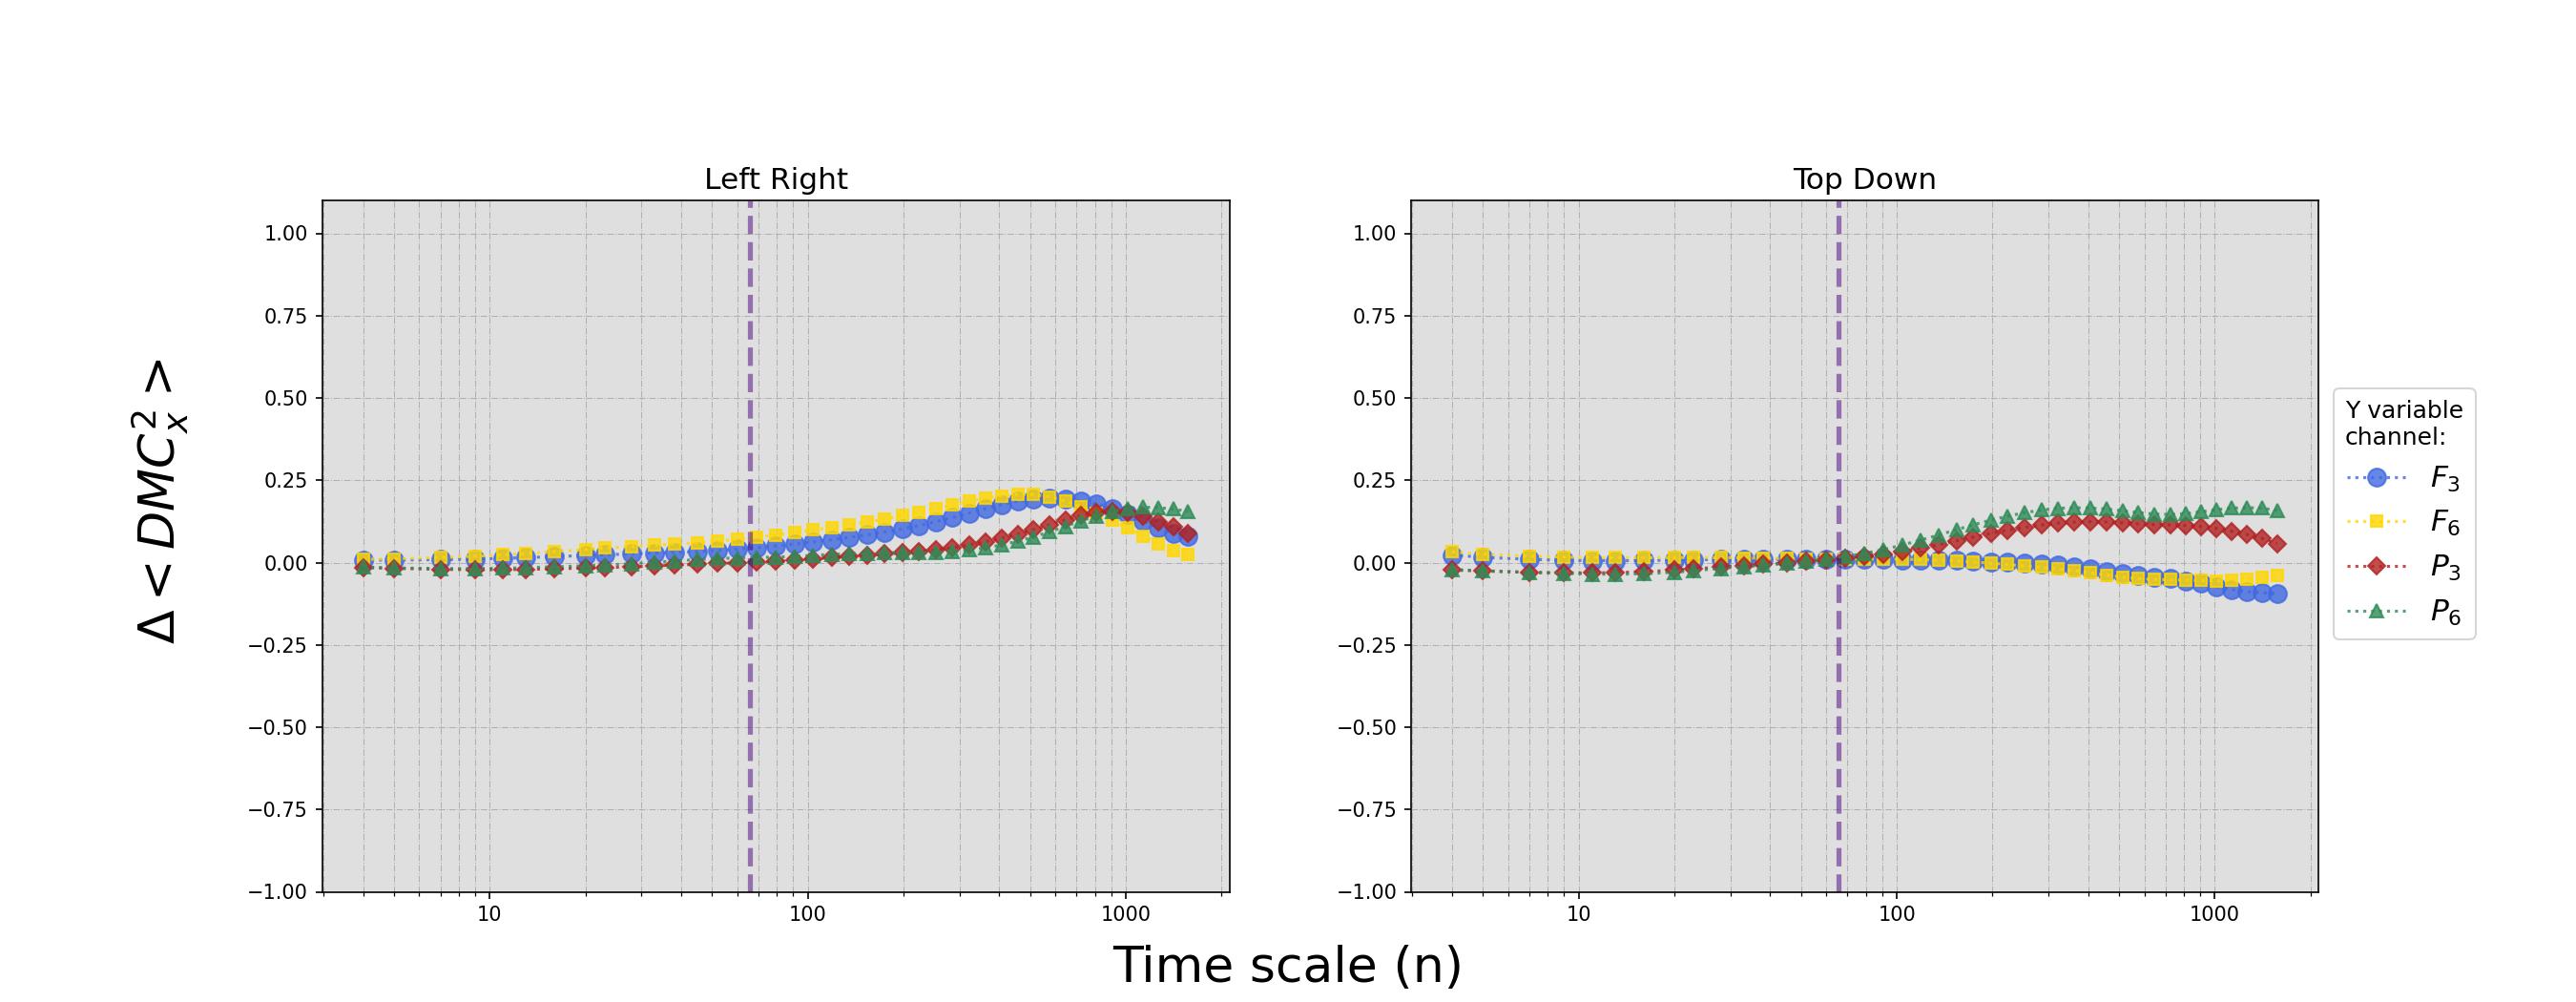 Left Right
Top Down
Δ < DMC²ₓ >
1.00
0.75
0.50
0.25
0.00
−0.25
−0.50
−0.75
−1.00
10 100 1000
1.00
0.75
0.50
0.25
0.00
−0.25
−0.50
−0.75
−1.00
10 100 1000
Y variable
channel:
F₃
F₆
P₃
P₆
Time scale (n)